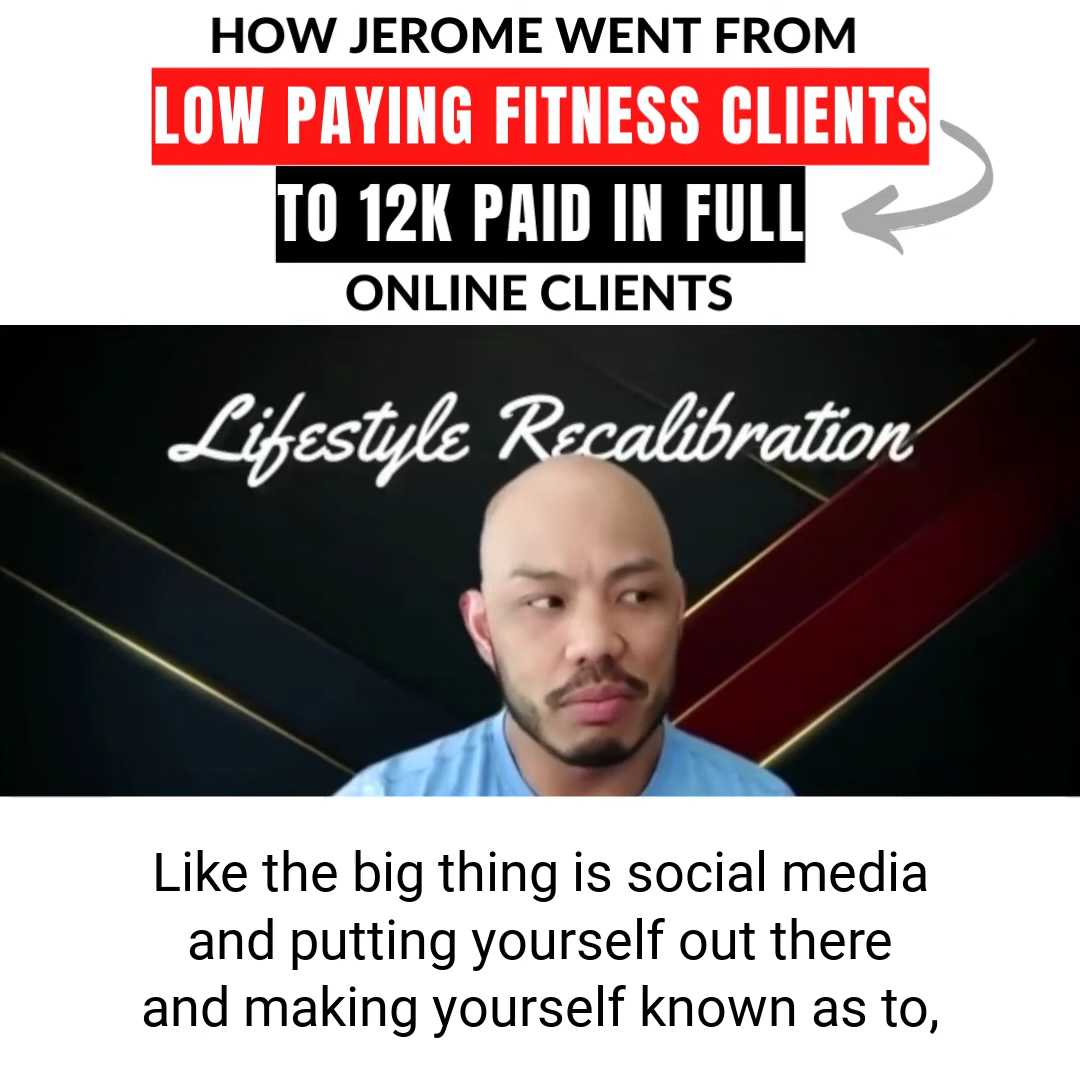 HOW JEROME WENT FROM
LOW PAYING FITNESS CLIENTS
TO 12K PAID IN FULL
ONLINE CLIENTS
Lifestyle Recalibration
Like the big thing is social media
and putting yourself out there
and making yourself known as to,